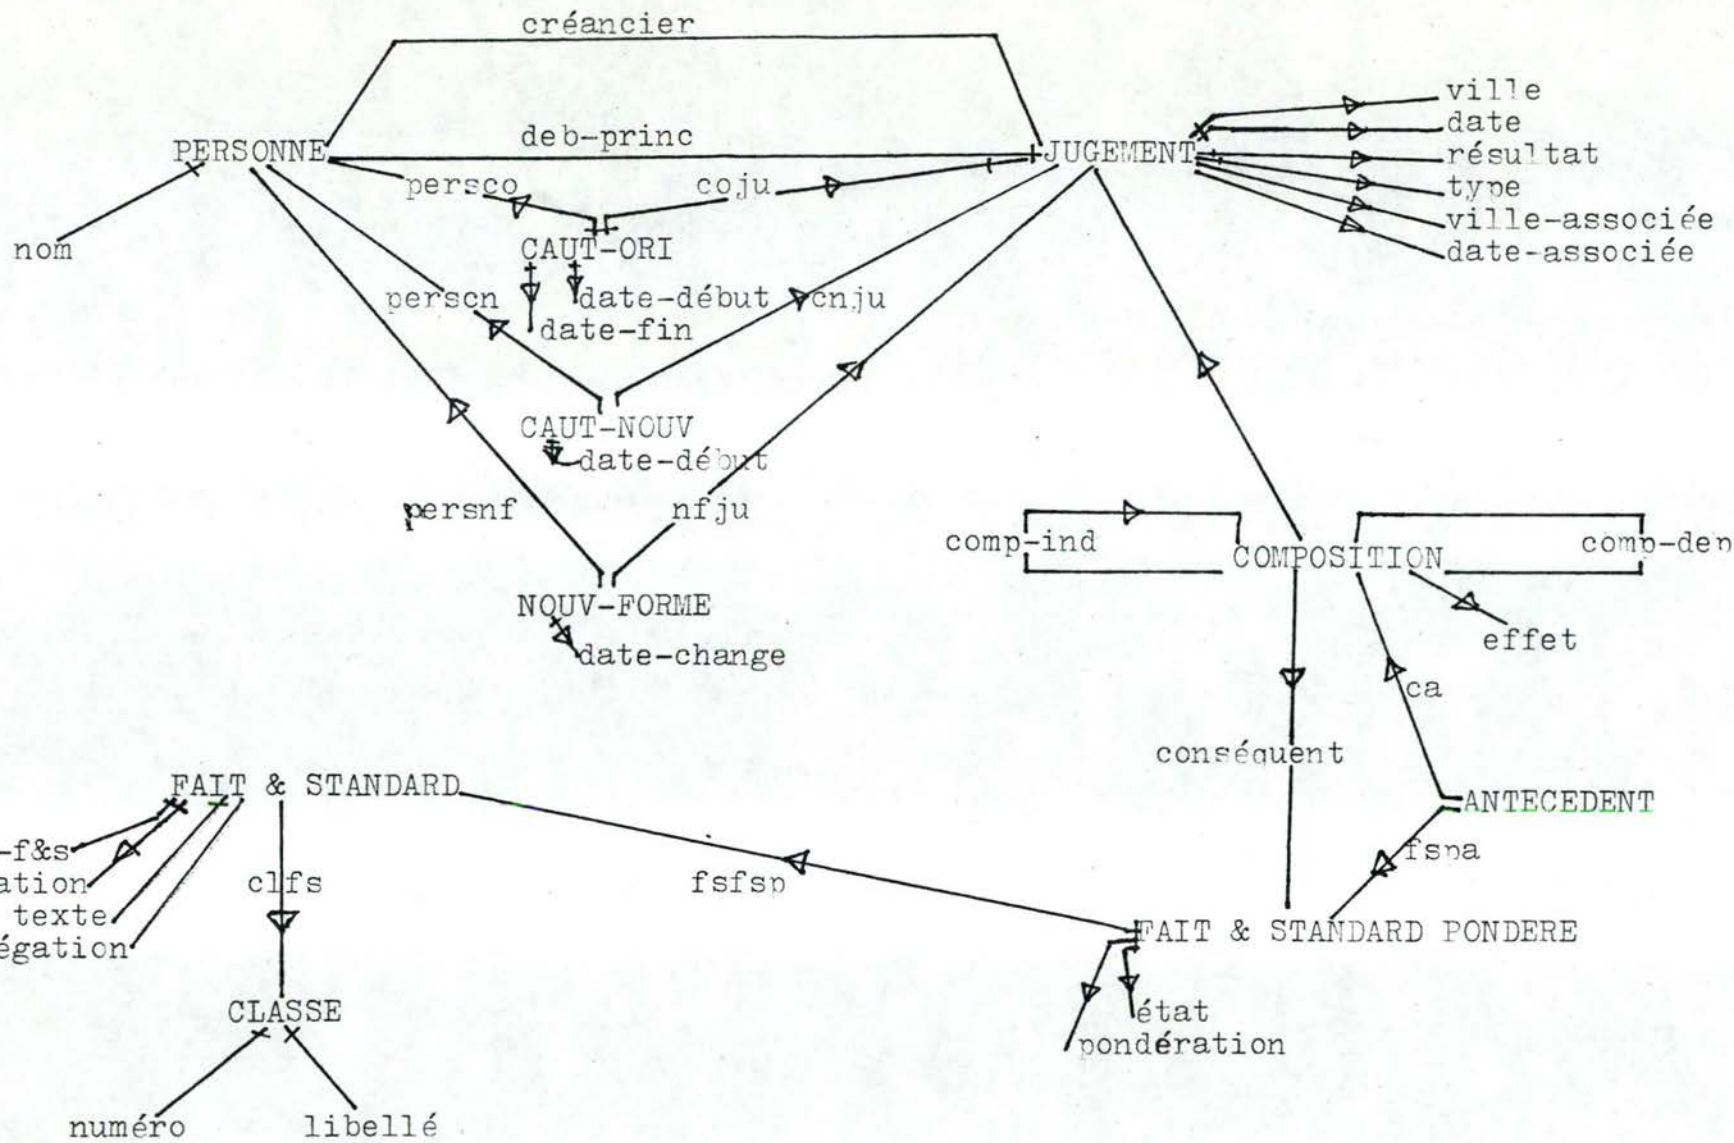 créancier
ville
date
deb-princ
PERSONNE
JUGEMENT
résultat
persco
coju
type
ville-associée
nom
CAUT-ORI
date-associée
perscn
date-début
cnju
date-fin
CAUT-NOUV
date-début
persnf
nfju
comp-ind
COMPOSITION
comp-den
NOUV-FORME
effet
date-change
ca
conséquent
FAIT & STANDARD
ANTECEDENT
-f&s
fspa
ation
clfs
fsfsp
texte
FAIT & STANDARD PONDERE
égation
CLASSE
état
pondération
numéro
libellé